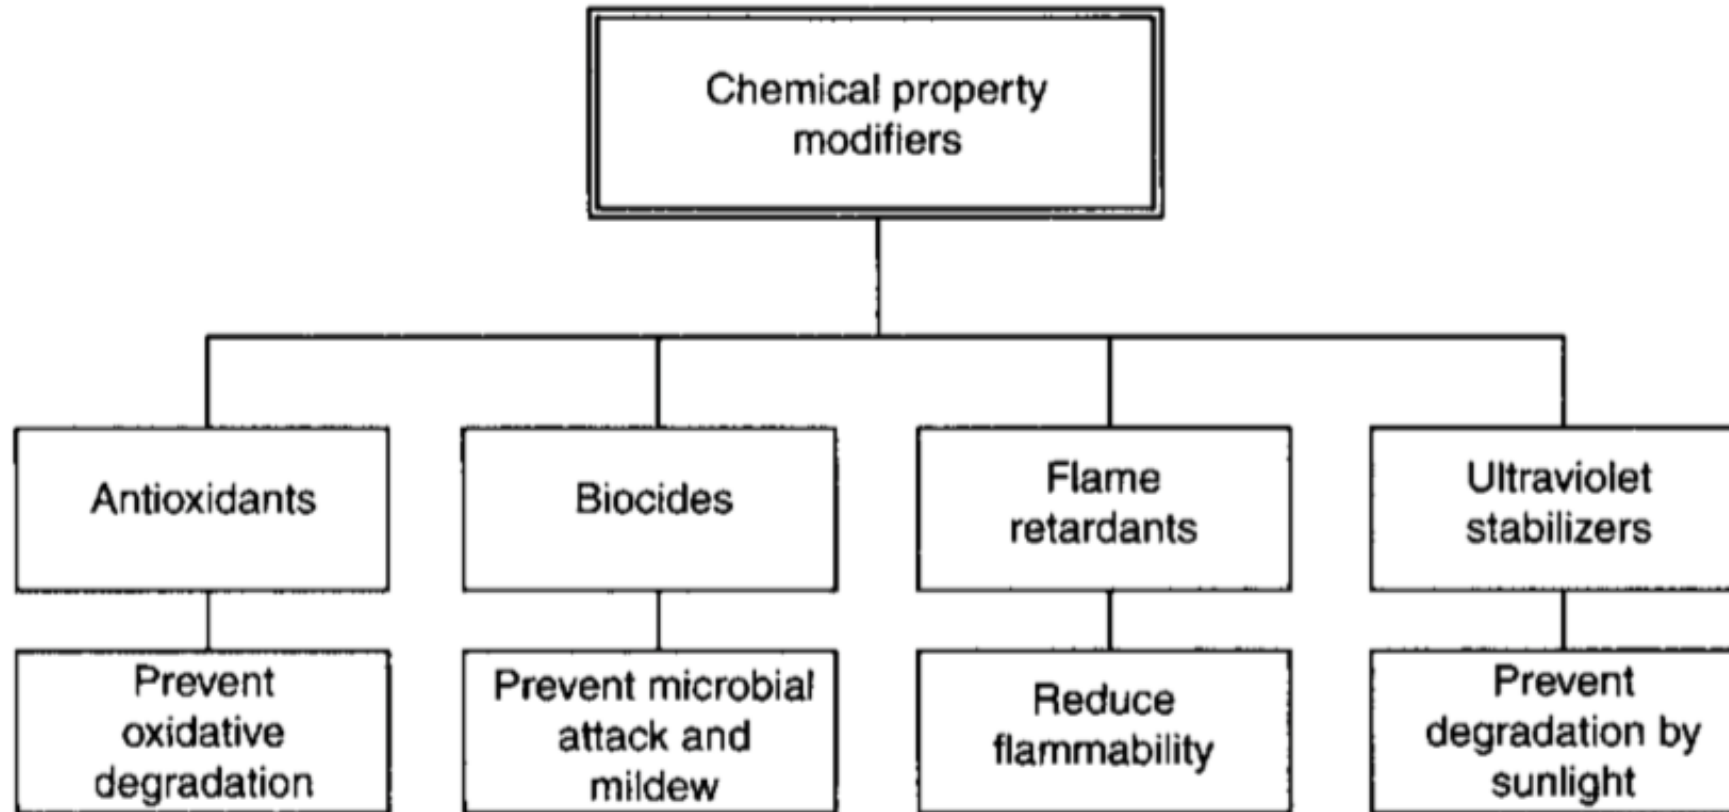 Chemical property
modifiers
Antioxidants
Biocides
Flame
retardants
Ultraviolet
stabilizers
Prevent
oxidative
degradation
Prevent microbial
attack and
mildew
Reduce
flammability
Prevent
degradation by
sunlight